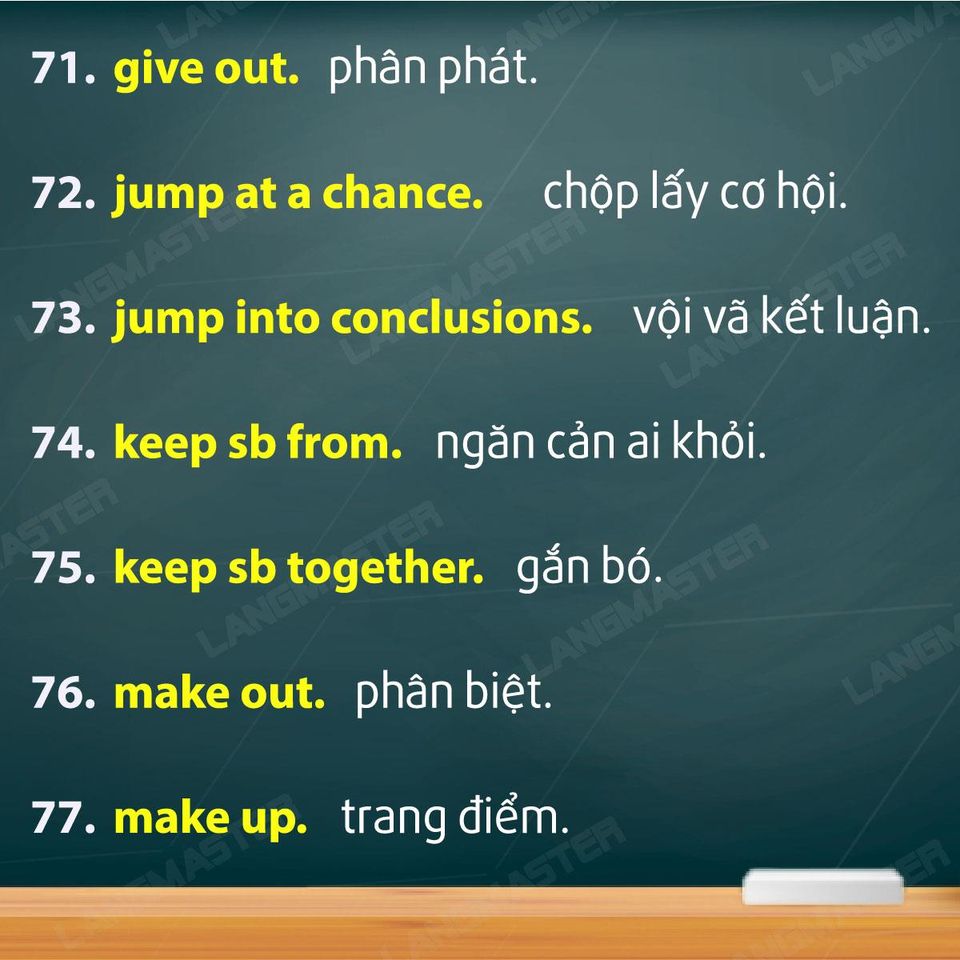 71. give out. phân phát.
72. jump at a chance. chộp lấy cơ hội.
73. jump into conclusions. vội vã kết luận.
74. keep sb from. ngăn cản ai khỏi.
75. keep sb together. gắn bó.
76. make out. phân biệt.
77. make up. trang điểm.
LANGMASTER